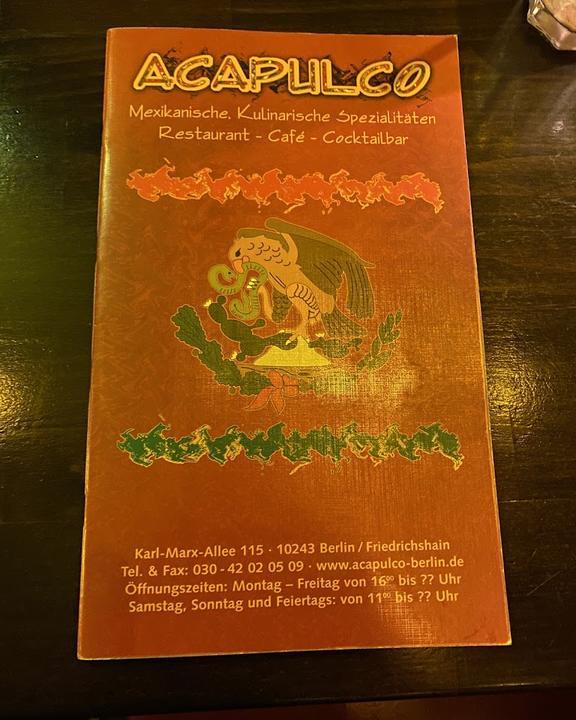 ACAPULCO
Mexikanische, Kulinarische Spezialitäten
Restaurant - Café - Cocktailbar
Karl-Marx-Allee 115 · 10243 Berlin / Friedrichshain
Tel. & Fax: 030 - 42 02 05 09 · www.acapulco-berlin.de
Öffnungszeiten: Montag – Freitag von 16⁰⁰ bis ?? Uhr
Samstag, Sonntag und Feiertags: von 11⁰⁰ bis ?? Uhr